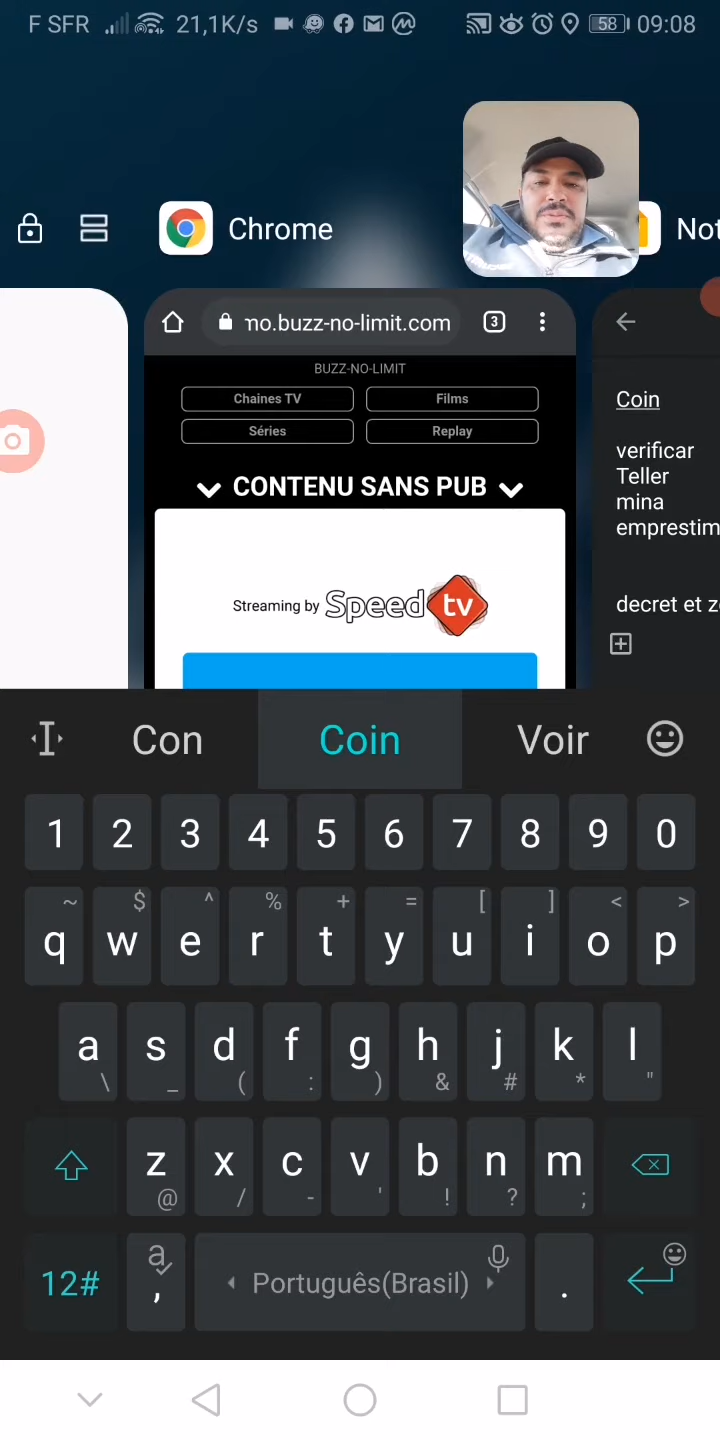 F SFR 21,1K/s 58 09:08
Chrome
Not
mo.buzz-no-limit.com 3
BUZZ-NO-LIMIT
Chaines TV Films
Séries Replay
CONTENU SANS PUB
Streaming by Speed tv
Coin
verificar
Teller
mina
emprestim
decret et z
Con Coin Voir
1 2 3 4 5 6 7 8 9 0
~ $ ^ % + = [ ] < >
q w e r t y u i o p
a s d f g h j k l
\ _ ( : ) & # * "
z x c v b n m
@ / - ' ! ? ;
12# a , Português(Brasil) .